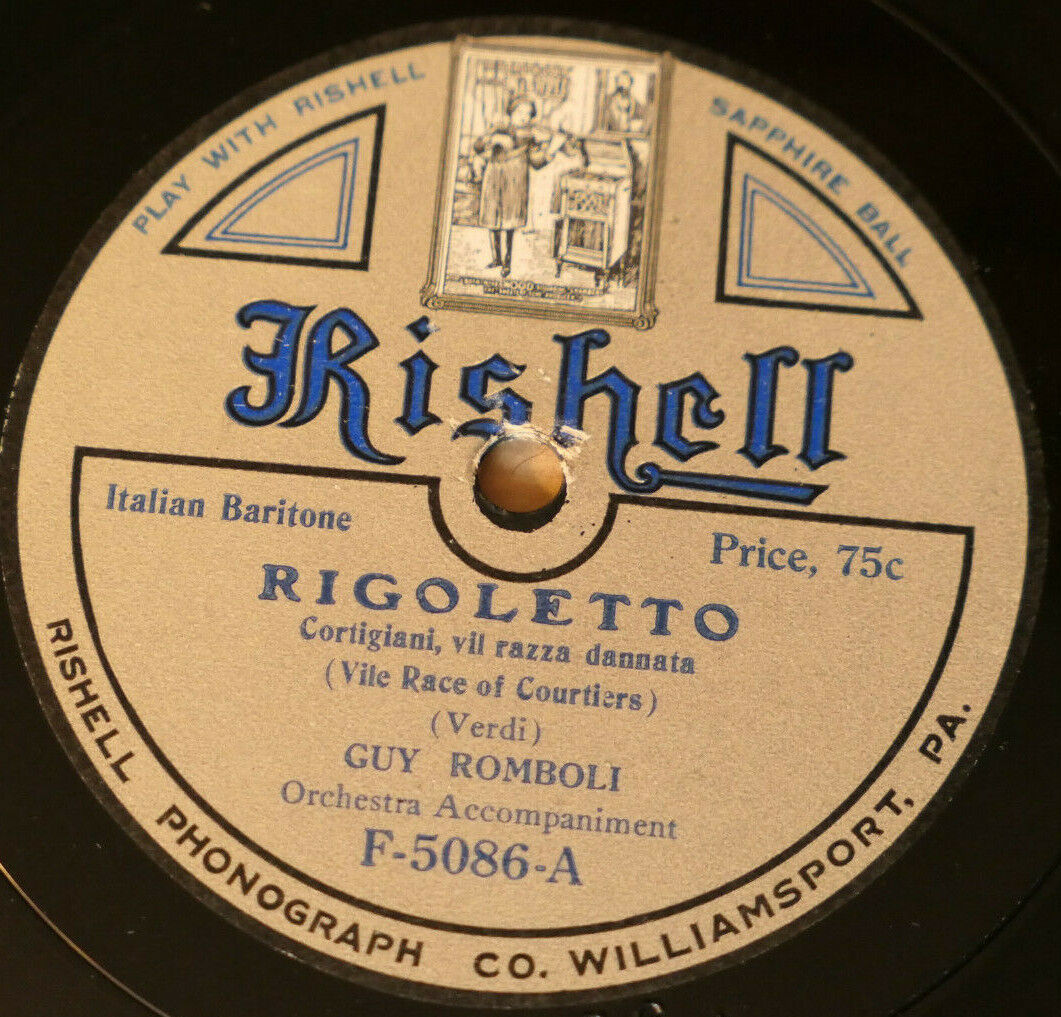 PLAY WITH RISHELL
SAPPHIRE BALL
Rishell
Italian Baritone
Price, 75c
RIGOLETTO
Cortigiani, vil razza dannata
(Vile Race of Courtiers)
(Verdi)
GUY ROMBOLI
Orchestra Accompaniment
F-5086-A
RISHELL PHONOGRAPH CO. WILLIAMSPORT, PA.